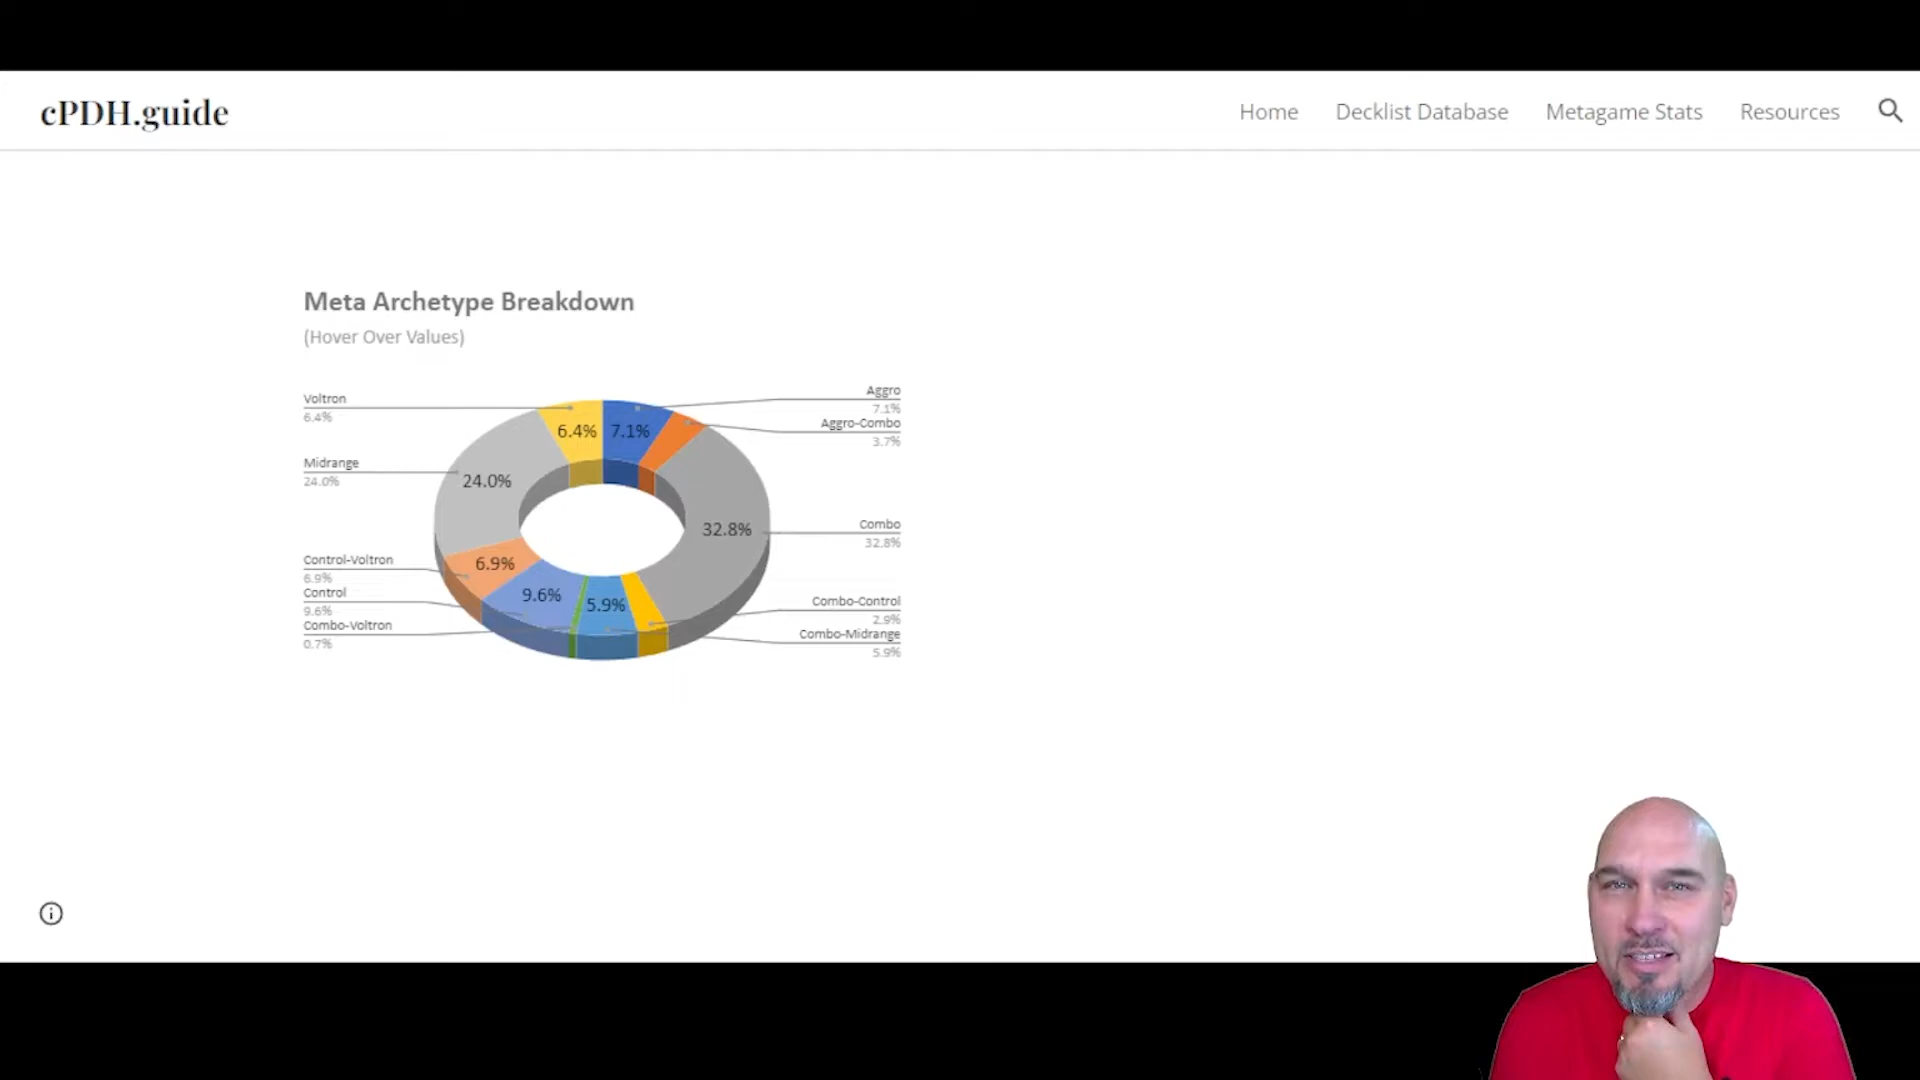 cPDH.guide
Home
Decklist Database
Metagame Stats
Resources
Meta Archetype Breakdown
(Hover Over Values)
Voltron
6.4%
Midrange
24.0%
Control-Voltron
6.9%
Control
9.6%
Combo-Voltron
0.7%
6.4%
7.1%
24.0%
32.8%
6.9%
9.6%
5.9%
Aggro
7.1%
Aggro-Combo
3.7%
Combo
32.8%
Combo-Control
2.9%
Combo-Midrange
5.9%